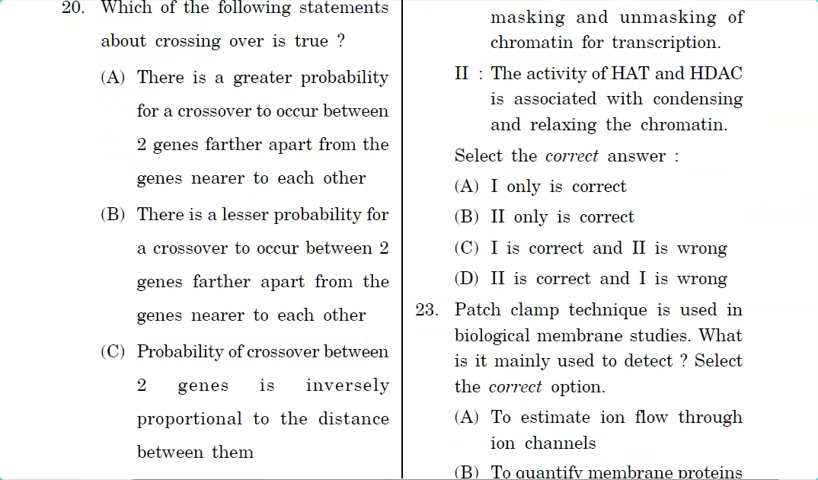 20. Which of the following statements
about crossing over is true ?
(A) There is a greater probability
for a crossover to occur between
2 genes farther apart from the
genes nearer to each other
(B) There is a lesser probability for
a crossover to occur between 2
genes farther apart from the
genes nearer to each other
(C) Probability of crossover between
2 genes is inversely
proportional to the distance
between them
masking and unmasking of
chromatin for transcription.
II : The activity of HAT and HDAC
is associated with condensing
and relaxing the chromatin.
Select the correct answer :
(A) I only is correct
(B) II only is correct
(C) I is correct and II is wrong
(D) II is correct and I is wrong
23. Patch clamp technique is used in
biological membrane studies. What
is it mainly used to detect ? Select
the correct option.
(A) To estimate ion flow through
ion channels
(B) To quantify membrane proteins